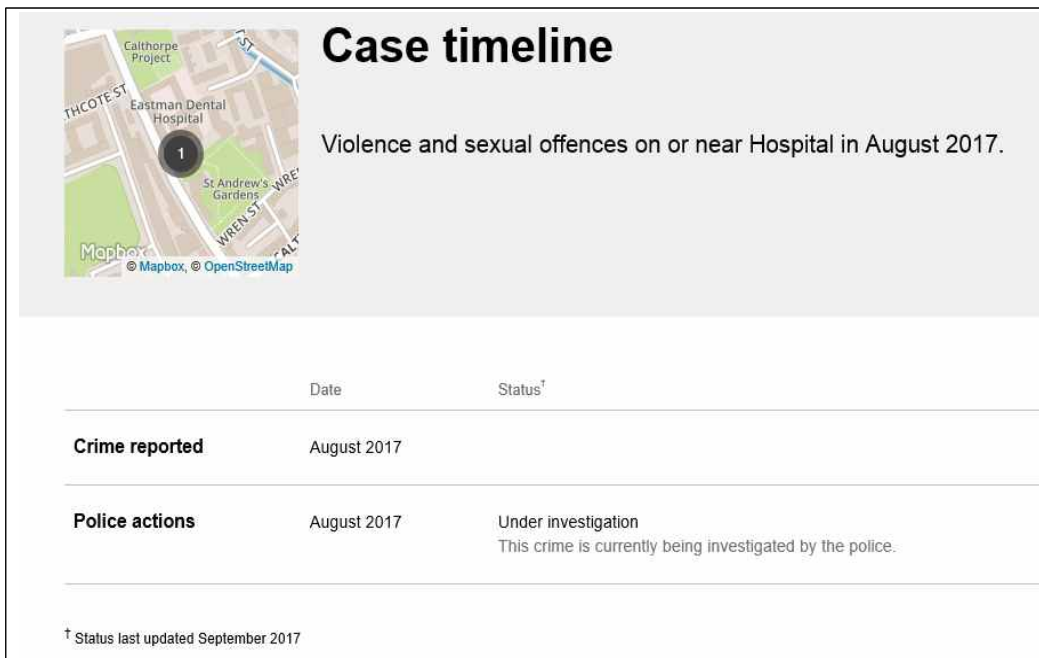 Case timeline
Violence and sexual offences on or near Hospital in August 2017.
Calthorpe
Project
ST
THCOTE ST
Eastman Dental
Hospital
1
St Andrew's
Gardens
WREN ST
Mapbox
© Mapbox, © OpenStreetMap
Date Status†
Crime reported August 2017
Police actions August 2017 Under investigation
This crime is currently being investigated by the police.
† Status last updated September 2017